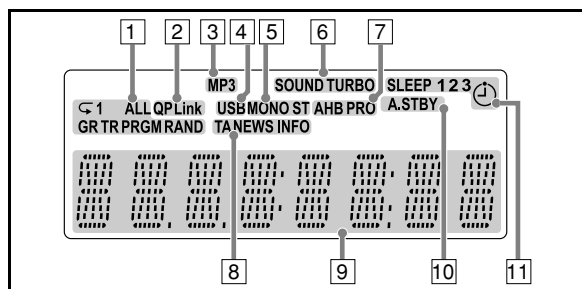 1 2 3 4 5 6 7
MP3 SOUND TURBO SLEEP 1 2 3
1 ALL QP Link USB MONO ST AHB PRO A.STBY
GR TR PRGM RAND TA NEWS INFO
8 9 10 11